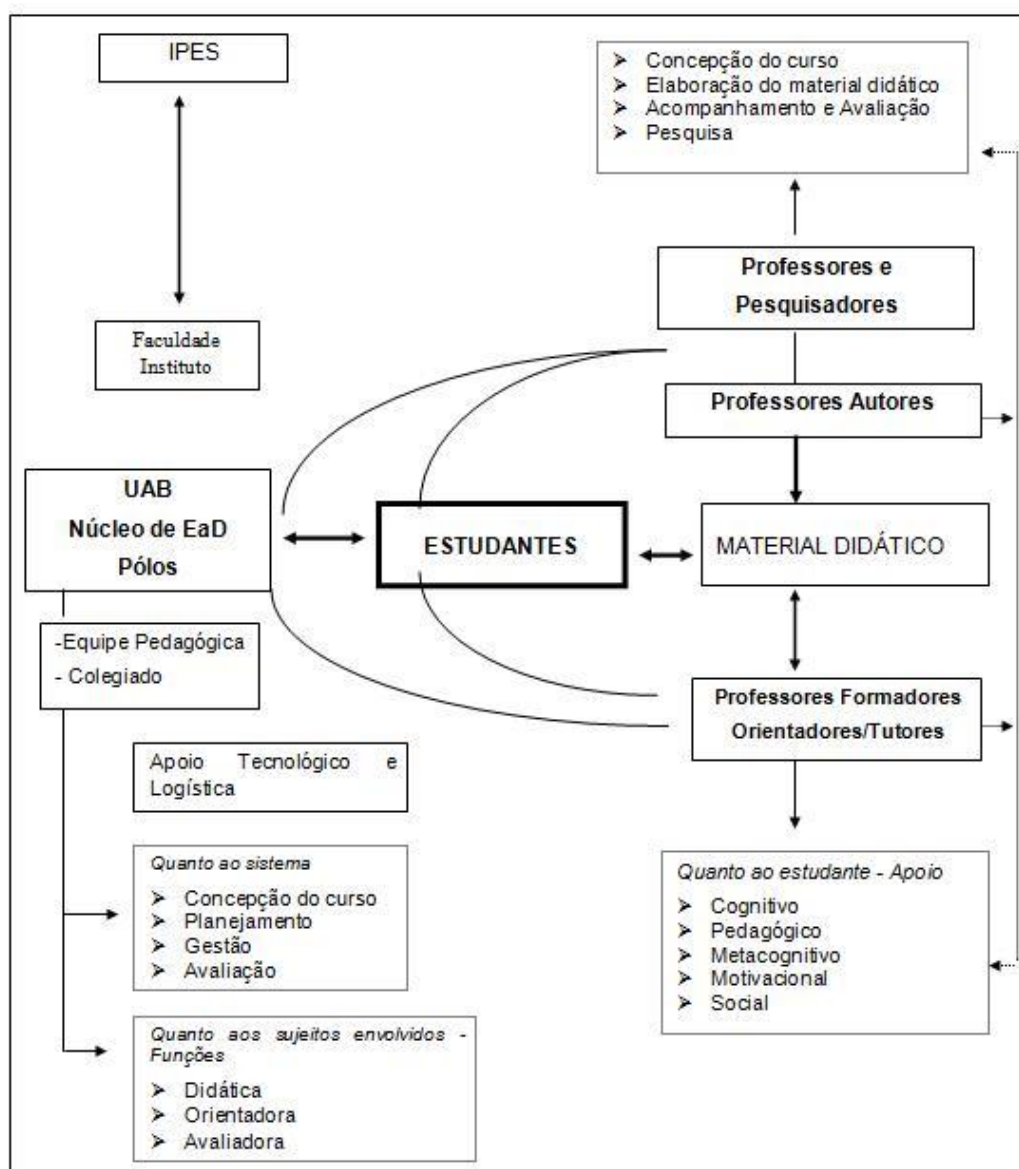 IPES
➤ Concepção do curso
➤ Elaboração do material didático
➤ Acompanhamento e Avaliação
➤ Pesquisa
Professores e
Pesquisadores
Faculdade
Instituto
Professores Autores
UAB
Núcleo de EaD
Pólos
ESTUDANTES
MATERIAL DIDÁTICO
-Equipe Pedagógica
- Colegiado
Professores Formadores
Orientadores/Tutores
Apoio Tecnológico e
Logística
Quanto ao sistema
➤ Concepção do curso
➤ Planejamento
➤ Gestão
➤ Avaliação
Quanto ao estudante - Apoio
➤ Cognitivo
➤ Pedagógico
➤ Metacognitivo
➤ Motivacional
➤ Social
Quanto aos sujeitos envolvidos -
Funções
➤ Didática
➤ Orientadora
➤ Avaliadora